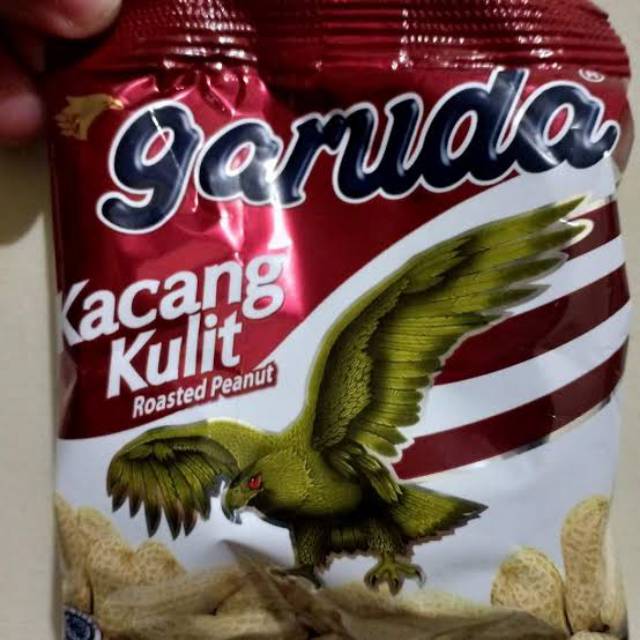 garuda®
Kacang
Kulit
Roasted Peanut